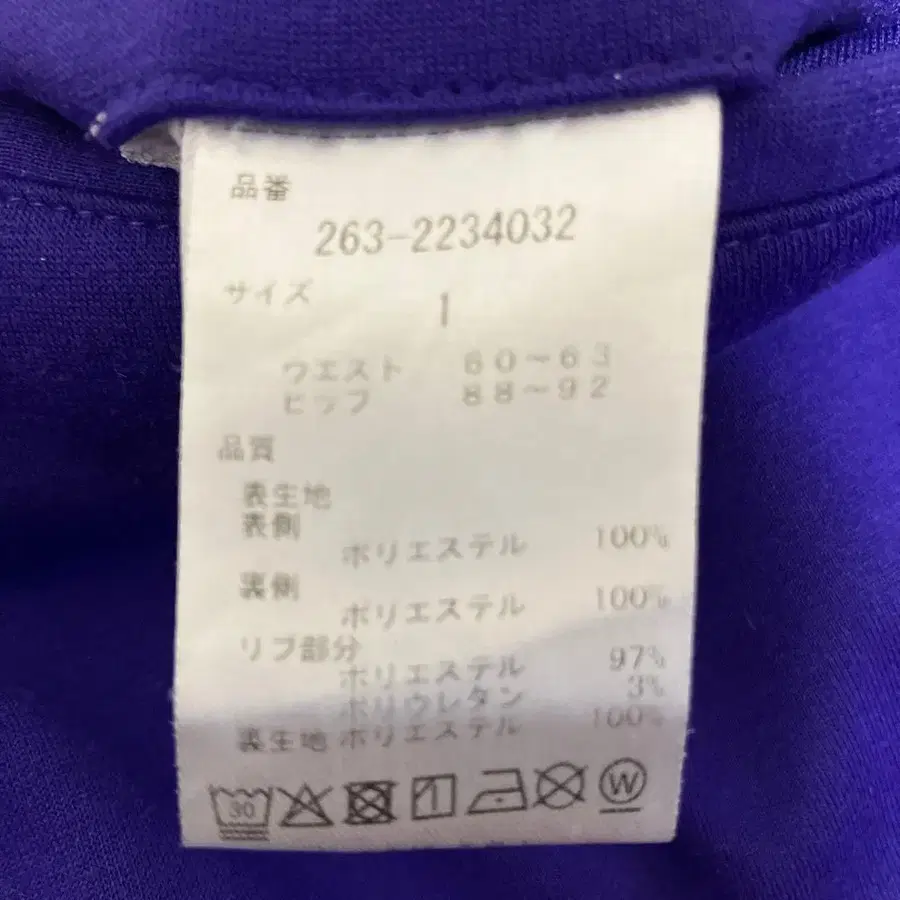 品番
263-2234032
サイズ 1
ウエスト 60~63
ヒップ 88~92
品質
表生地
表側
ポリエステル 100%
裏側
ポリエステル 100%
リブ部分
ポリエステル 97%
ポリウレタン 3%
裏生地 ポリエステル 100%
30 1 W